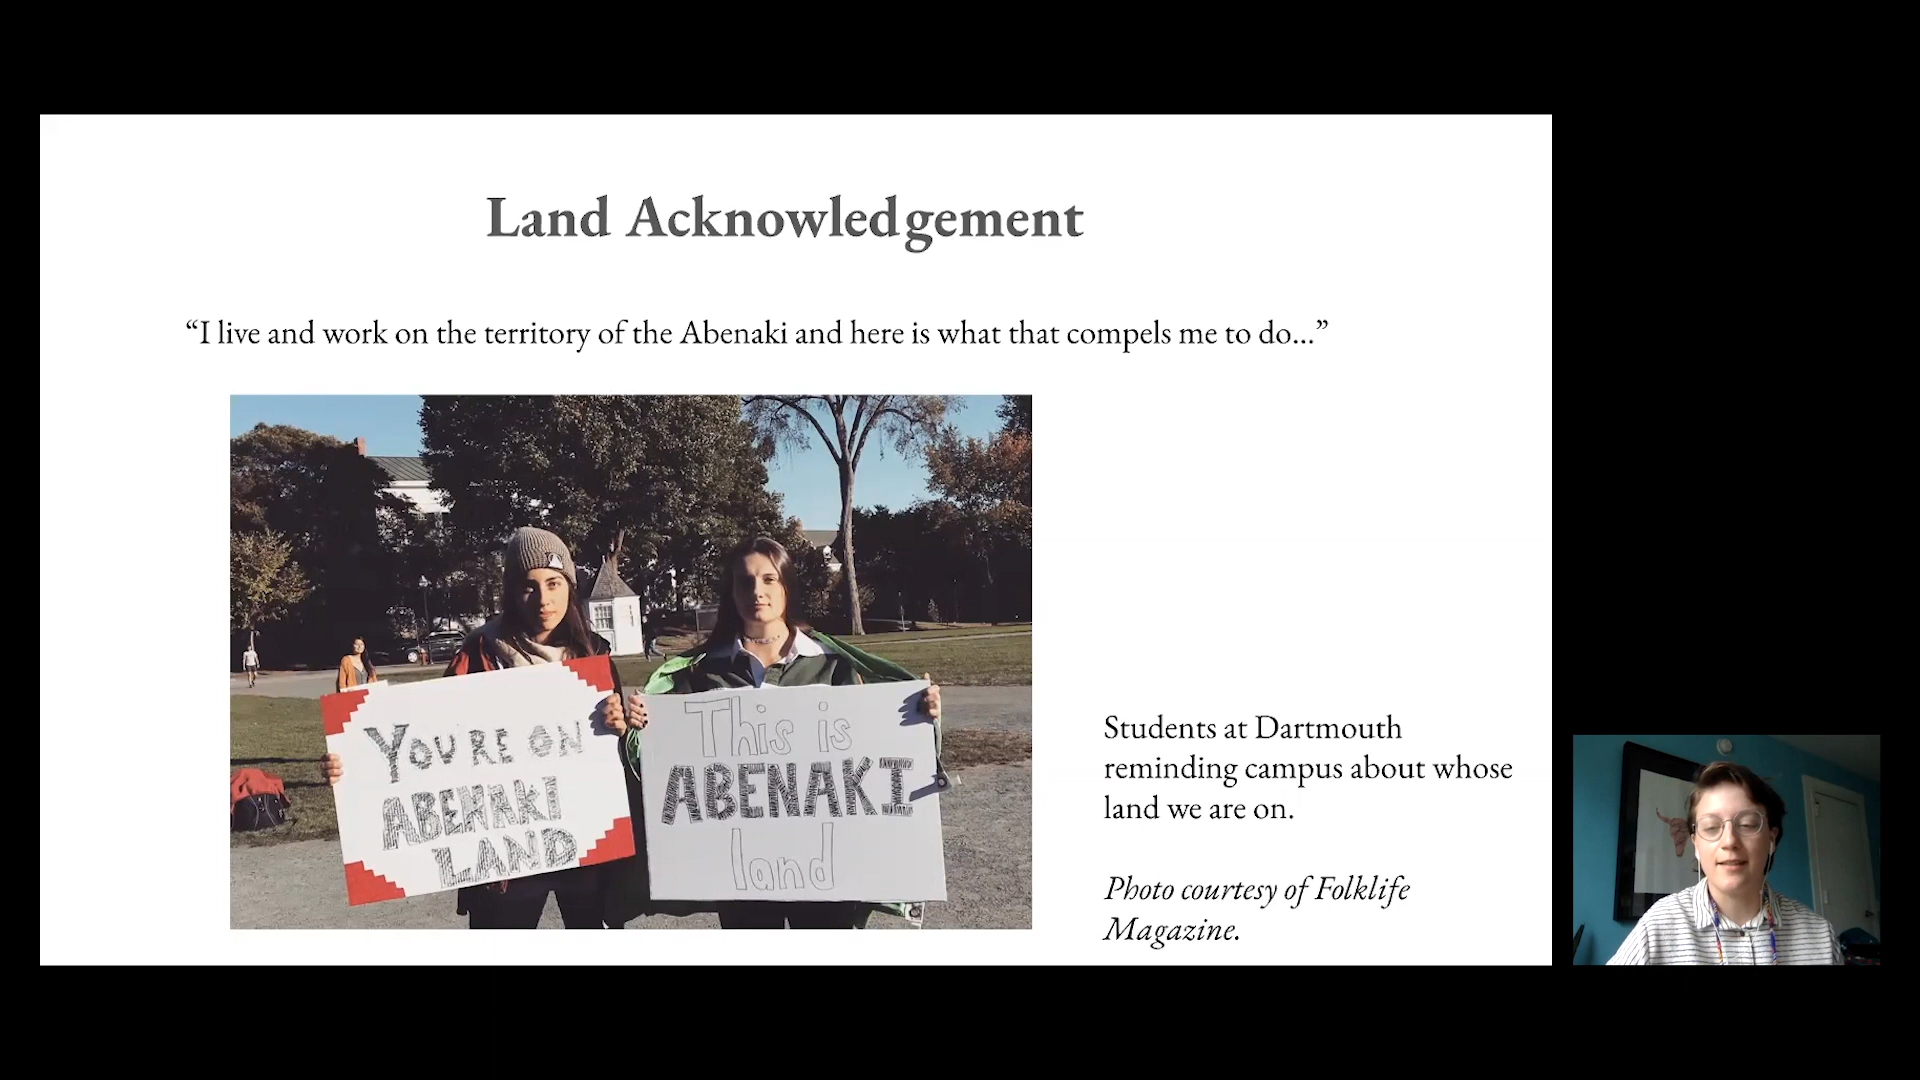 Land Acknowledgement
“I live and work on the territory of the Abenaki and here is what that compels me to do...”
YOU'RE ON
ABENAKI
LAND
This is
ABENAKI
land
Students at Dartmouth
reminding campus about whose
land we are on.
Photo courtesy of Folklife
Magazine.